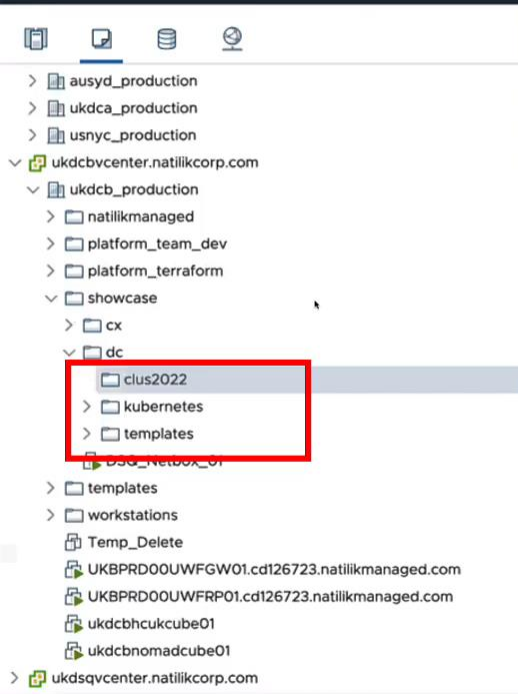 ausyd_production
ukdca_production
usnyc_production
ukdcbvcenter.natilikcorp.com
ukdcb_production
natilikmanaged
platform_team_dev
platform_terraform
showcase
cx
dc
clus2022
kubernetes
templates
DSQ_Netbox_01
templates
workstations
Temp_Delete
UKBPRD00UWFGW01.cd126723.natilikmanaged.com
UKBPRD00UWFRP01.cd126723.natilikmanaged.com
ukdcbhcukcube01
ukdcbnomadcube01
ukdsqvcenter.natilikcorp.com